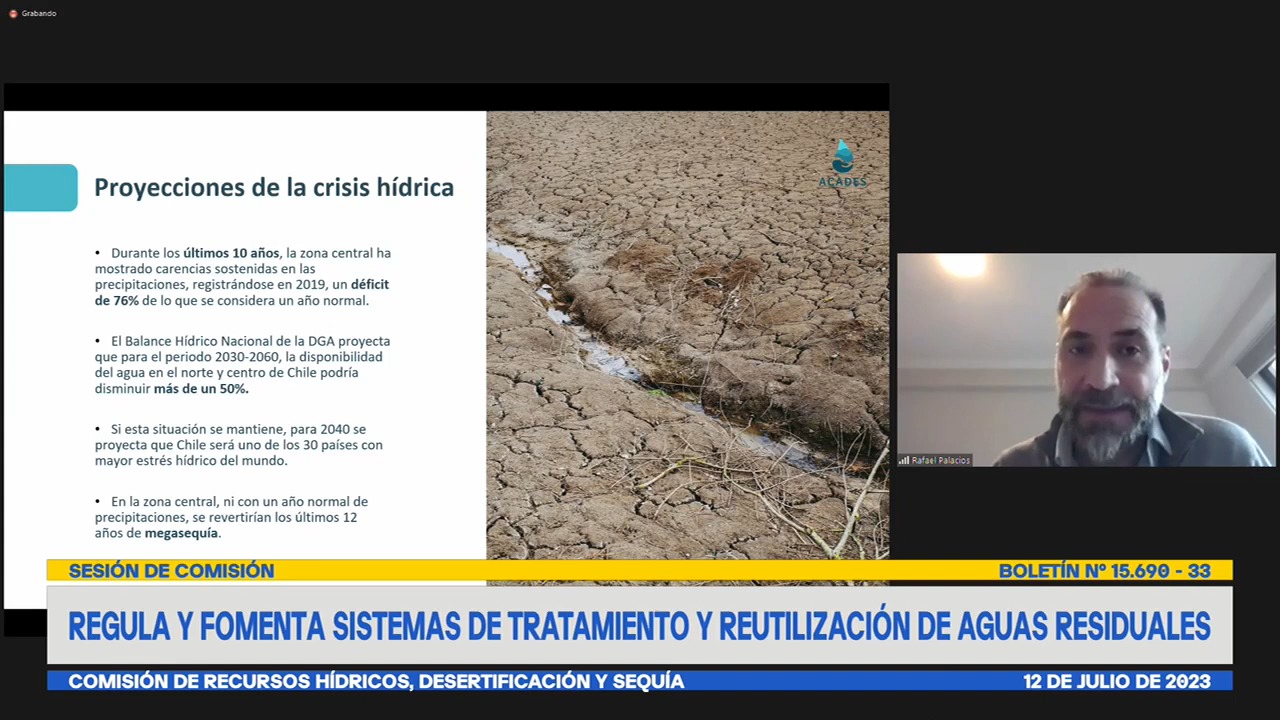 Grabando
Proyecciones de la crisis hídrica
ACADES
• Durante los últimos 10 años, la zona central ha
mostrado carencias sostenidas en las
precipitaciones, registrándose en 2019, un déficit
de 76% de lo que se considera un año normal.
• El Balance Hídrico Nacional de la DGA proyecta
que para el periodo 2030-2060, la disponibilidad
del agua en el norte y centro de Chile podría
disminuir más de un 50%.
• Si esta situación se mantiene, para 2040 se
proyecta que Chile será uno de los 30 países con
mayor estrés hídrico del mundo.
• En la zona central, ni con un año normal de
precipitaciones, se revertirían los últimos 12
años de megasequía.
Rafael Palacios
SESIÓN DE COMISIÓN
BOLETÍN Nº 15.690 - 33
REGULA Y FOMENTA SISTEMAS DE TRATAMIENTO Y REUTILIZACIÓN DE AGUAS RESIDUALES
COMISIÓN DE RECURSOS HÍDRICOS, DESERTIFICACIÓN Y SEQUÍA
12 DE JULIO DE 2023